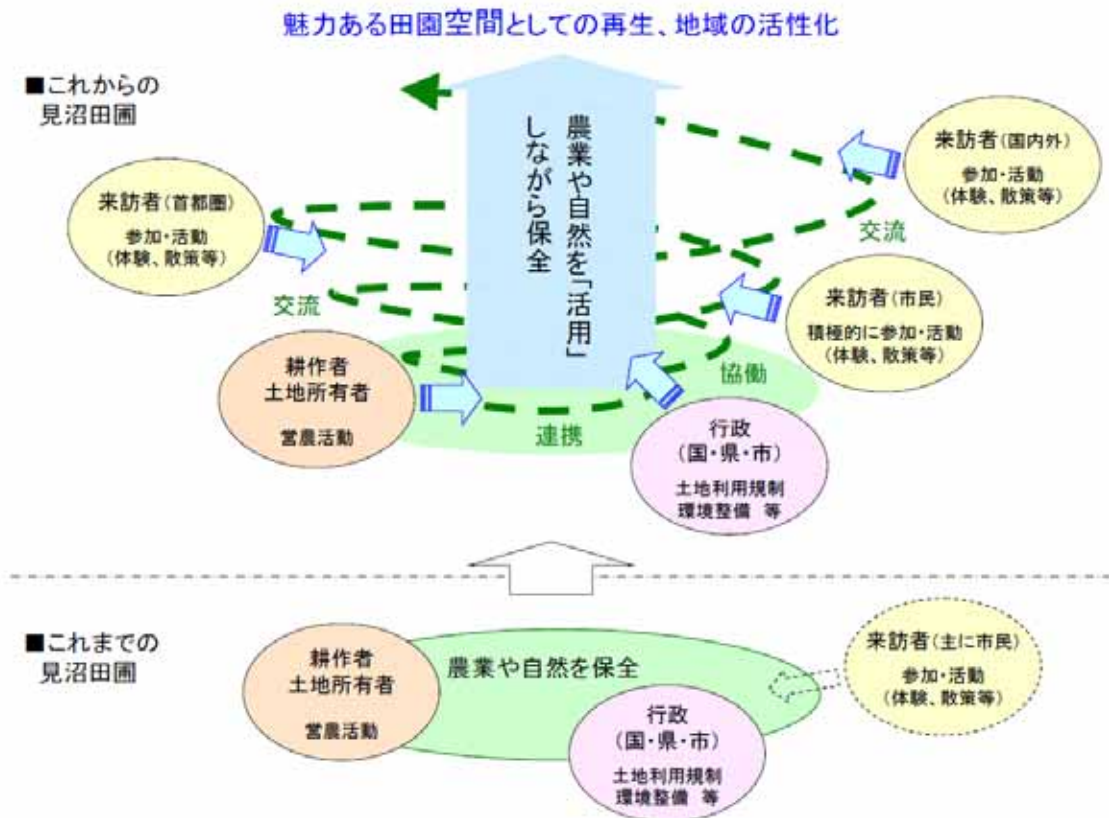 魅力ある田園空間としての再生、地域の活性化
■これからの
見沼田圃
農業や自然を「活用」
しながら保全
来訪者(国内外)
参加・活動
(体験、散策等)
来訪者(首都圏)
参加・活動
(体験、散策等)
交流
交流
来訪者(市民)
積極的に参加・活動
(体験、散策等)
耕作者
土地所有者
営農活動
協働
連携
行政
(国・県・市)
土地利用規制
環境整備 等
■これまでの
見沼田圃
耕作者
土地所有者
営農活動
農業や自然を保全
行政
(国・県・市)
土地利用規制
環境整備 等
来訪者(主に市民)
参加・活動
(体験、散策等)